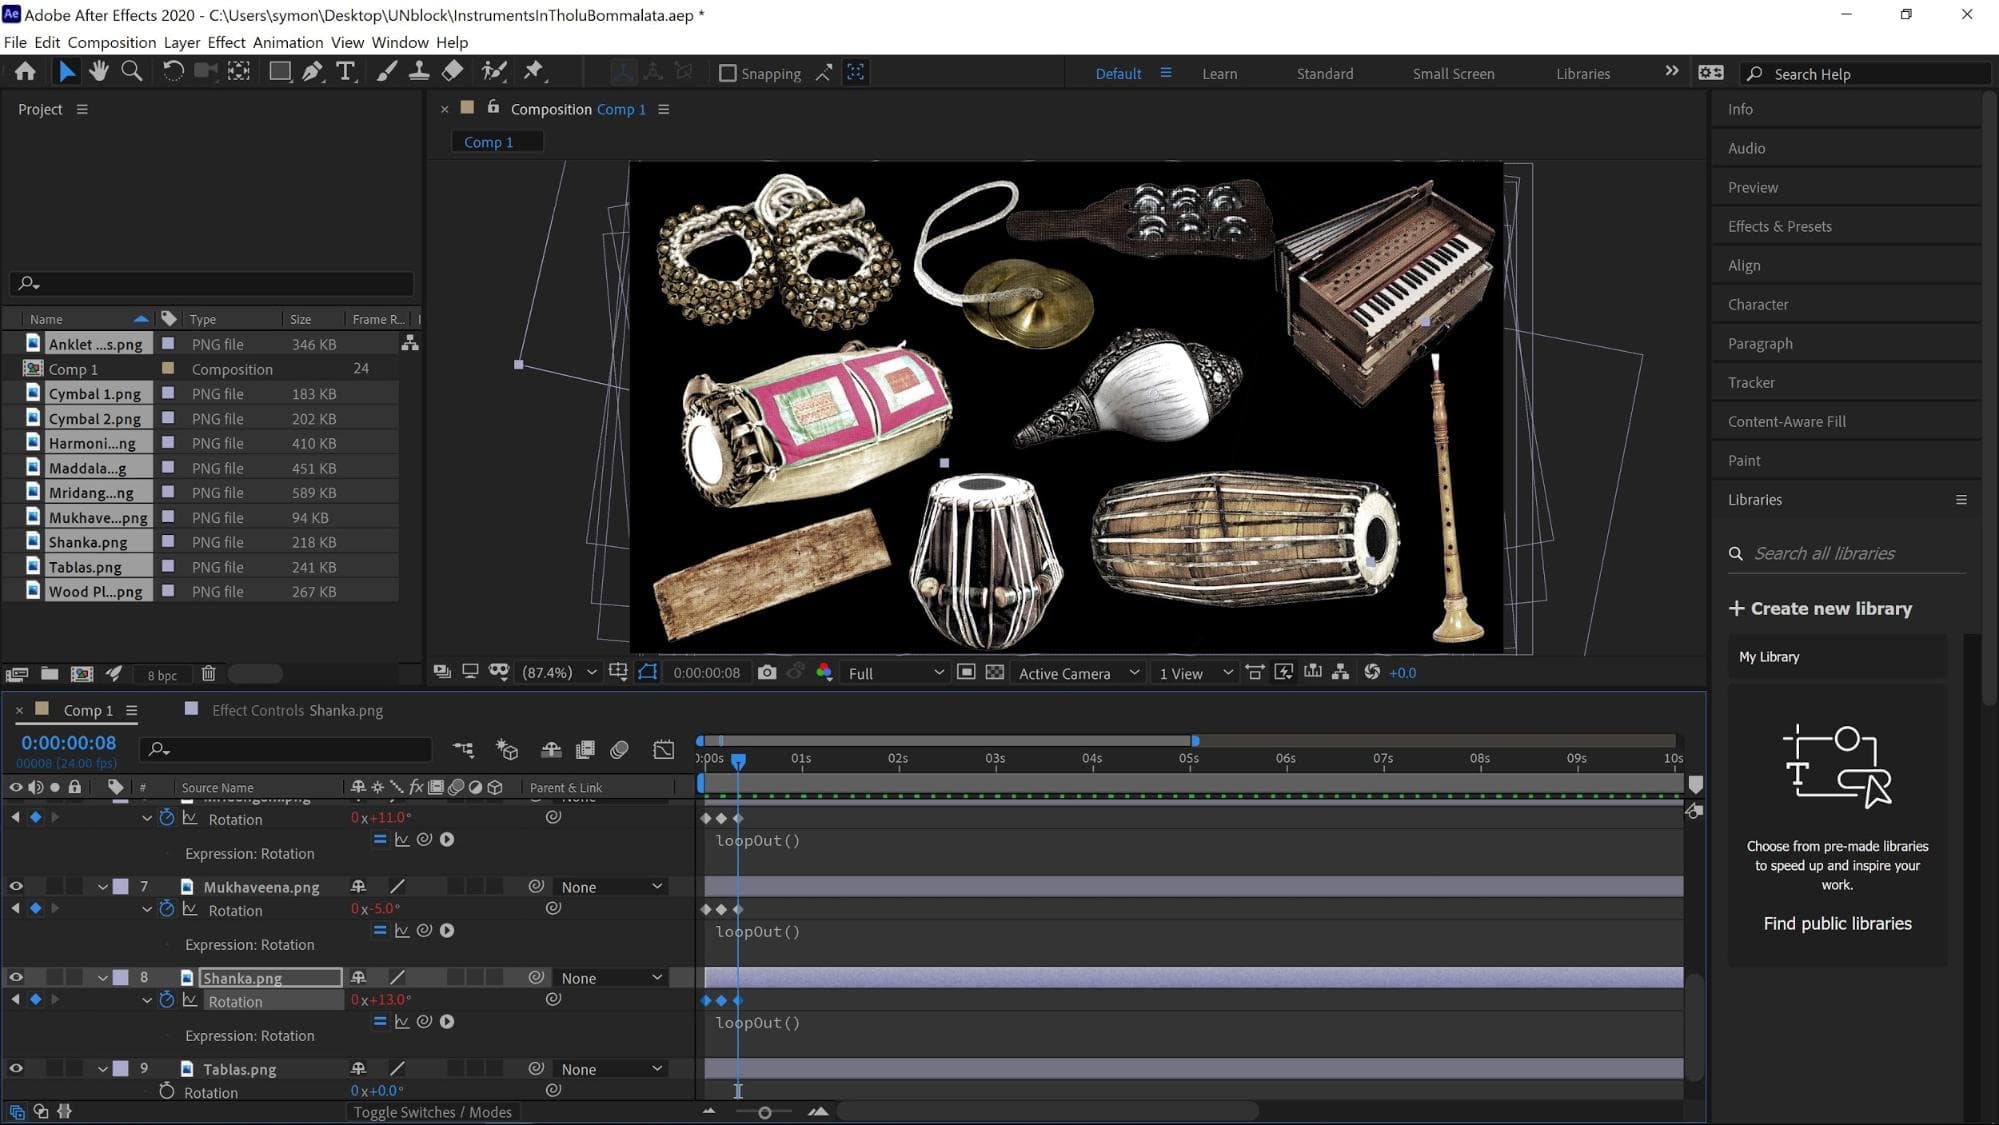 Adobe After Effects 2020 - C:\Users\symon\Desktop\UNblock\InstrumentsInTholuBommalata.aep *
File Edit Composition Layer Effect Animation View Window Help
Snapping
Default Learn Standard Small Screen Libraries
Search Help
Project
Composition Comp 1
Comp 1
Name Type Size Frame R...
Anklet ...s.png PNG file 346 KB
Comp 1 Composition 24
Cymbal 1.png PNG file 183 KB
Cymbal 2.png PNG file 202 KB
Harmoni...ng PNG file 410 KB
Maddala...g PNG file 451 KB
Mridang...ng PNG file 589 KB
Mukhave...png PNG file 94 KB
Shanka.png PNG file 218 KB
Tablas.png PNG file 241 KB
Wood Pl...png PNG file 267 KB
8 bpc
(87.4%) 0:00:00:08 Full Active Camera 1 View +0.0
Info
Audio
Preview
Effects & Presets
Align
Character
Paragraph
Tracker
Content-Aware Fill
Paint
Libraries
Search all libraries
+ Create new library
My Library
Choose from pre-made libraries
to speed up and inspire your
work.
Find public libraries
Comp 1 Effect Controls Shanka.png
0:00:00:08
00008 (24.00 fps)
0:00s 01s 02s 03s 04s 05s 06s 07s 08s 09s 10s
# Source Name Parent & Link
Rotation 0x+11.0°
loopOut()
Expression: Rotation
7 Mukhaveena.png None
Rotation 0x-5.0°
loopOut()
Expression: Rotation
8 Shanka.png None
Rotation 0x+13.0°
loopOut()
Expression: Rotation
9 Tablas.png None
Rotation 0x+0.0°
Toggle Switches / Modes